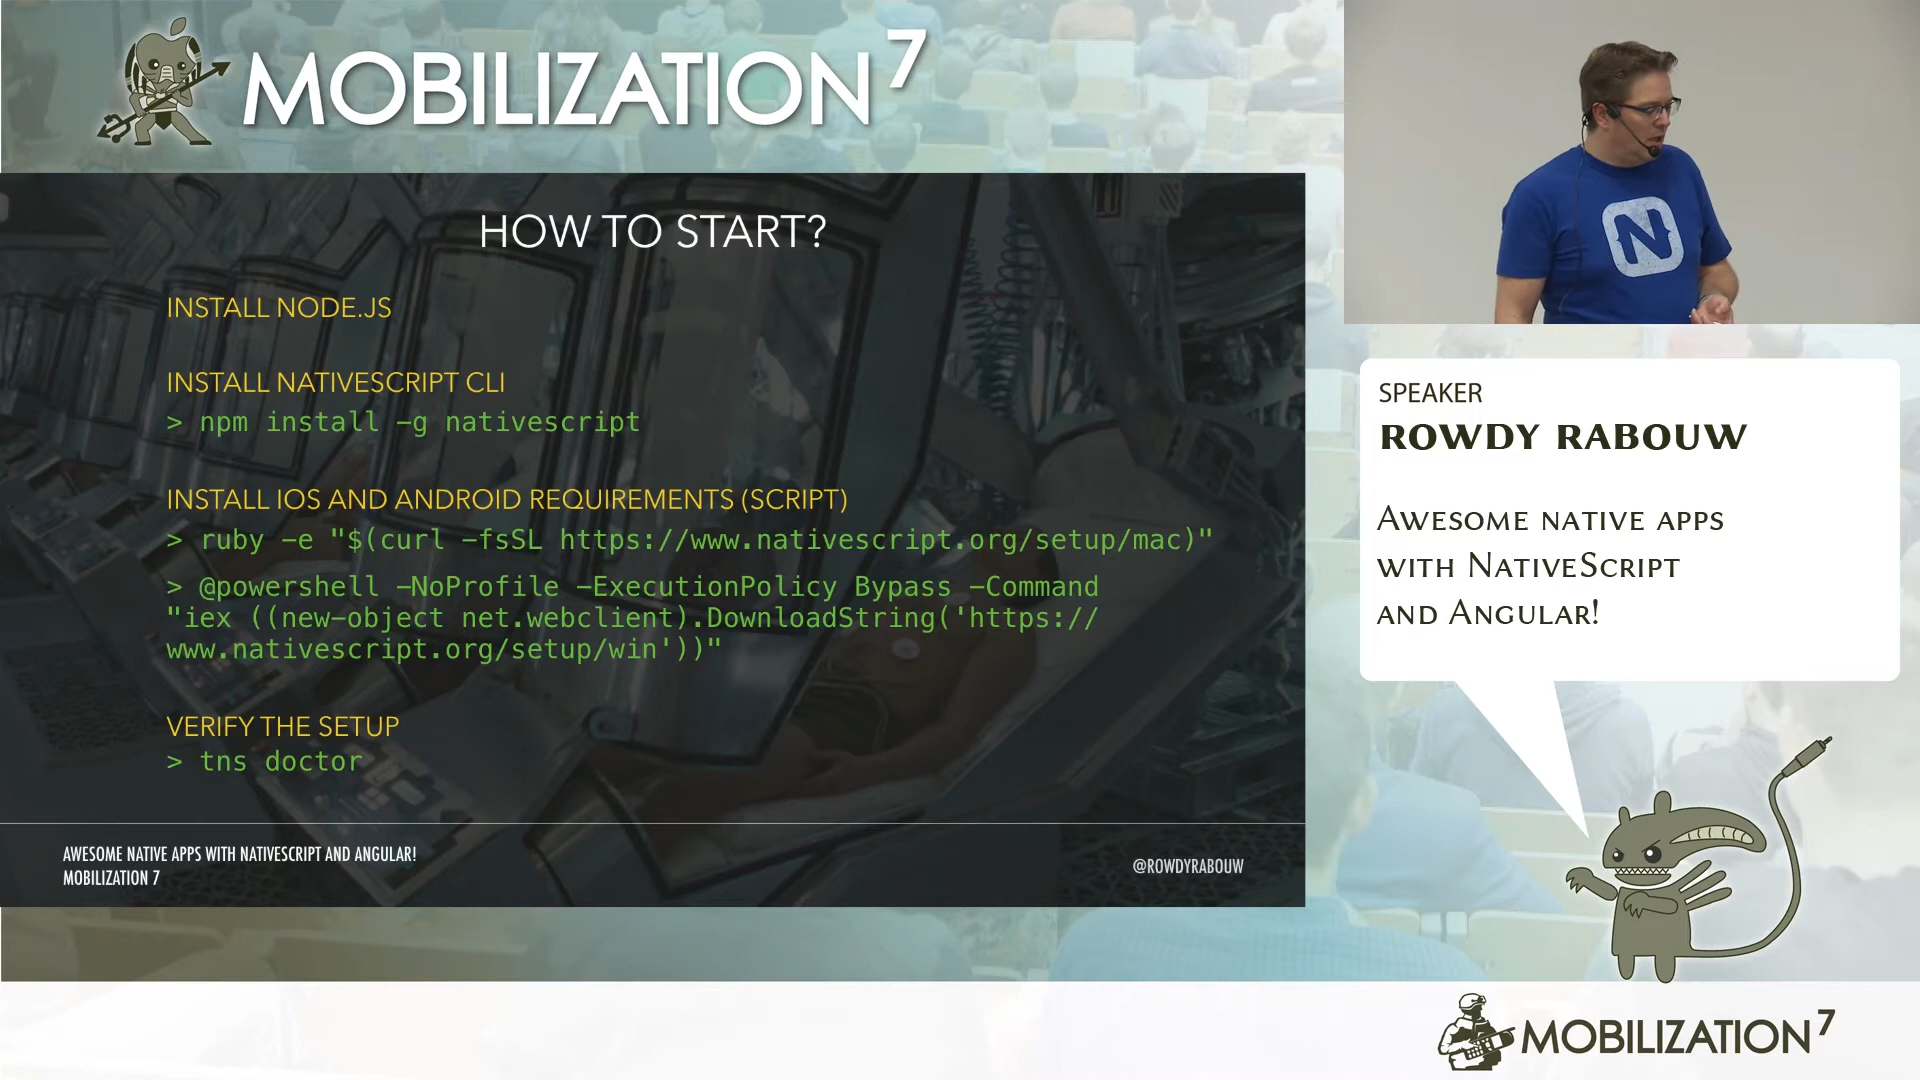 MOBILIZATION 7
HOW TO START?
INSTALL NODE.JS
INSTALL NATIVESCRIPT CLI
> npm install -g nativescript
INSTALL IOS AND ANDROID REQUIREMENTS (SCRIPT)
> ruby -e "$(curl -fsSL https://www.nativescript.org/setup/mac)"
> @powershell -NoProfile -ExecutionPolicy Bypass -Command
"iex ((new-object net.webclient).DownloadString('https://
www.nativescript.org/setup/win'))"
VERIFY THE SETUP
> tns doctor
AWESOME NATIVE APPS WITH NATIVESCRIPT AND ANGULAR!
MOBILIZATION 7
@ROWDYRABOUW
N
SPEAKER
ROWDY RABOUW
AWESOME NATIVE APPS
WITH NATIVESCRIPT
AND ANGULAR!
MOBILIZATION 7